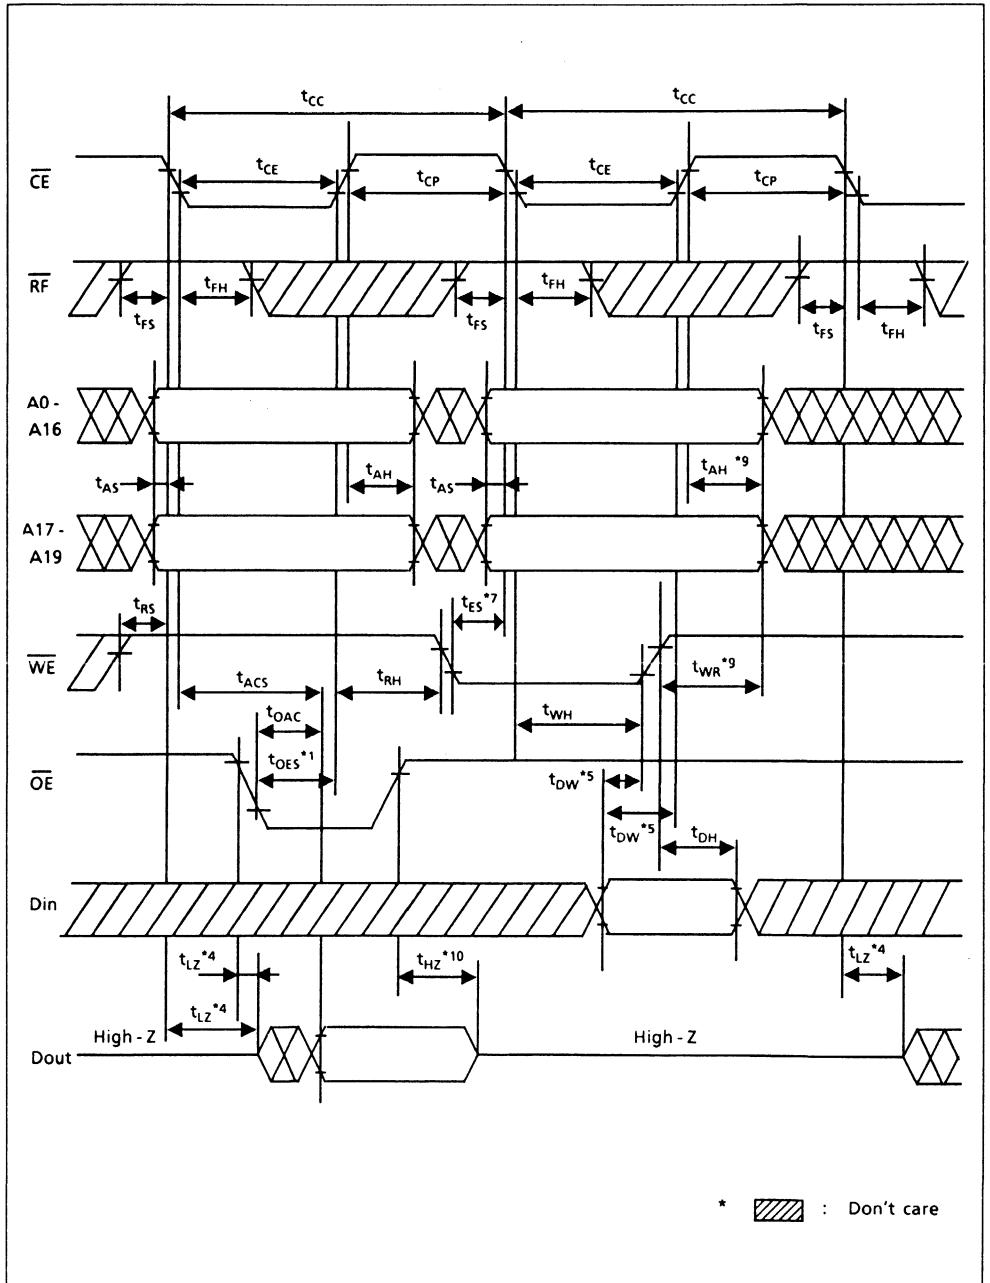 tCC tCC
CE tCE tCP tCE tCP
RF tFS tFH tFS tFH tFS tFH
A0 -
A16
tAS tAH tAS tAH *9
A17 -
A19
tRS tES *7
WE
tACS tRH tWH tWR *9
tOAC
OE tOES *1
tDW *5
tDW *5 tDH
Din
tLZ *4 tHZ *10 tLZ *4
tLZ *4
High - Z High - Z
Dout
* : Don't care